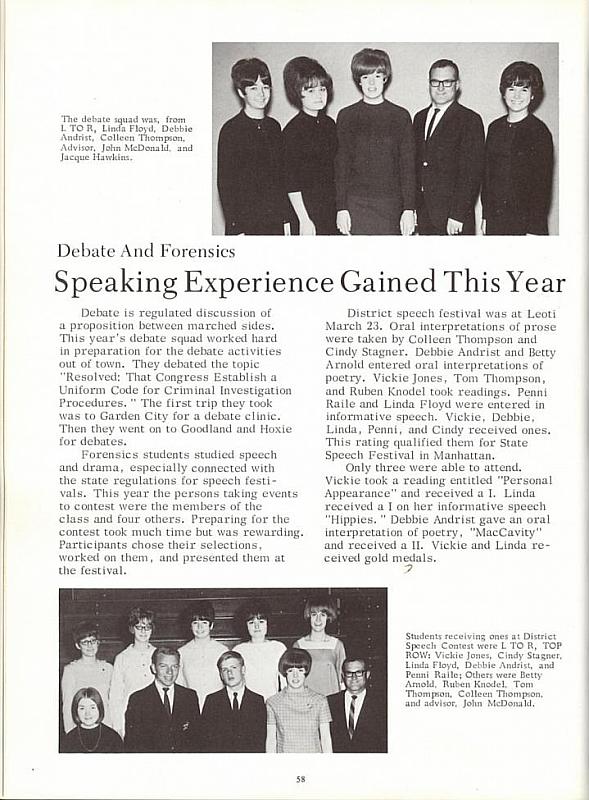 The debate squad was, from
L TO R, Linda Floyd, Debbie
Andrist, Colleen Thompson,
Advisor, John McDonald, and
Jacque Hawkins.
Debate And Forensics
Speaking Experience Gained This Year
Debate is regulated discussion of
a proposition between marched sides.
This year's debate squad worked hard
in preparation for the debate activities
out of town. They debated the topic
"Resolved: That Congress Establish a
Uniform Code for Criminal Investigation
Procedures. " The first trip they took
was to Garden City for a debate clinic.
Then they went on to Goodland and Hoxie
for debates.
Forensics students studied speech
and drama, especially connected with
the state regulations for speech festi-
vals. This year the persons taking events
to contest were the members of the
class and four others. Preparing for the
contest took much time but was rewarding.
Participants chose their selections,
worked on them, and presented them at
the festival.
District speech festival was at Leoti
March 23. Oral interpretations of prose
were taken by Colleen Thompson and
Cindy Stagner. Debbie Andrist and Betty
Arnold entered oral interpretations of
poetry. Vickie Jones, Tom Thompson,
and Ruben Knodel took readings. Penni
Raile and Linda Floyd were entered in
informative speech. Vickie, Debbie,
Linda, Penni, and Cindy received ones.
This rating qualified them for State
Speech Festival in Manhattan.
Only three were able to attend.
Vickie took a reading entitled "Personal
Appearance" and received a I. Linda
received a I on her informative speech
"Hippies. " Debbie Andrist gave an oral
interpretation of poetry, "MacCavity"
and received a II. Vickie and Linda re-
ceived gold medals.
Students receiving ones at District
Speech Contest were L TO R, TOP
ROW: Vickie Jones, Cindy Stagner,
Linda Floyd, Debbie Andrist, and
Penni Raile; Others were Betty
Arnold, Ruben Knodel, Tom
Thompson, Colleen Thompson,
and advisor, John McDonald.
58